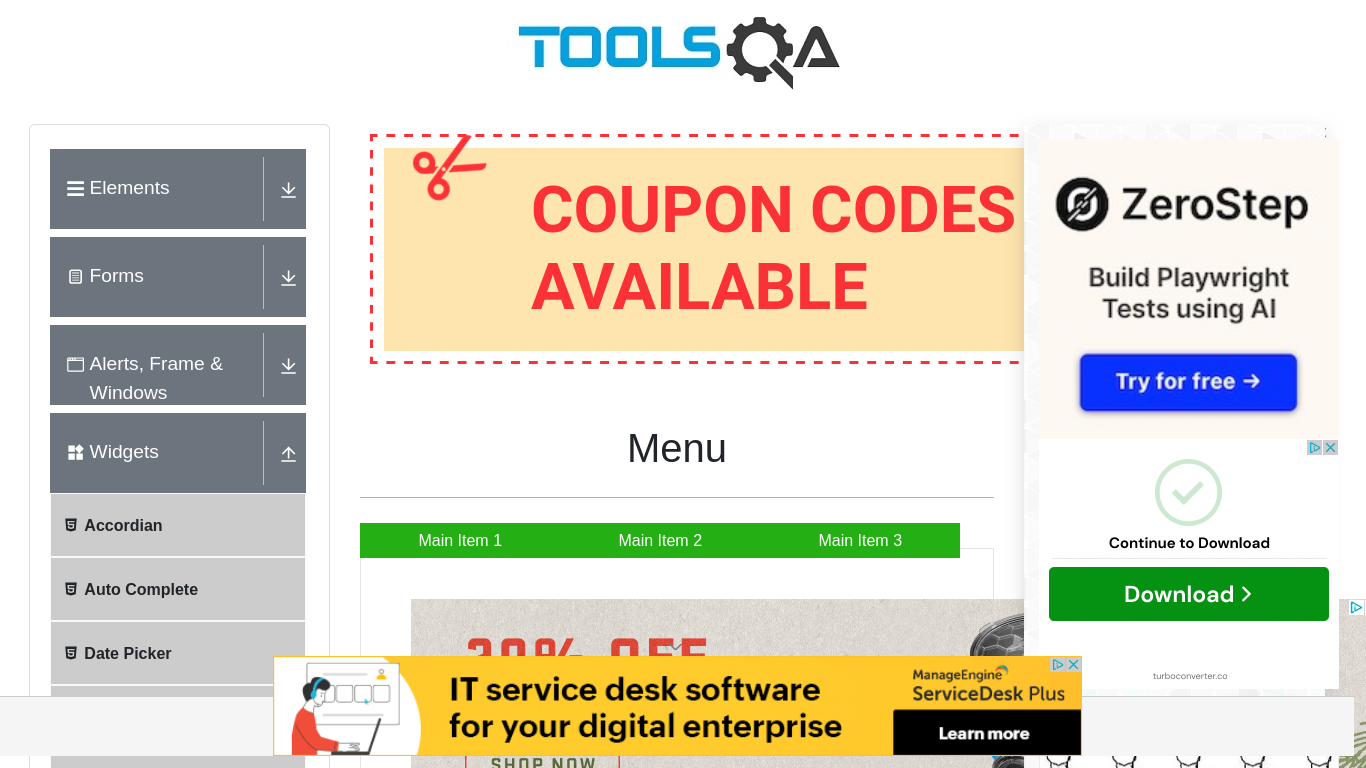 TOOLSQA
Elements
Forms
Alerts, Frame &
Windows
Widgets
Accordian
Auto Complete
Date Picker
COUPON CODES
AVAILABLE
Menu
Main Item 1
Main Item 2
Main Item 3
SHOP NOW
IT service desk software
for your digital enterprise
ManageEngine
ServiceDesk Plus
Learn more
ZeroStep
Build Playwright
Tests using AI
Try for free →
Continue to Download
Download >
turboconverter.co